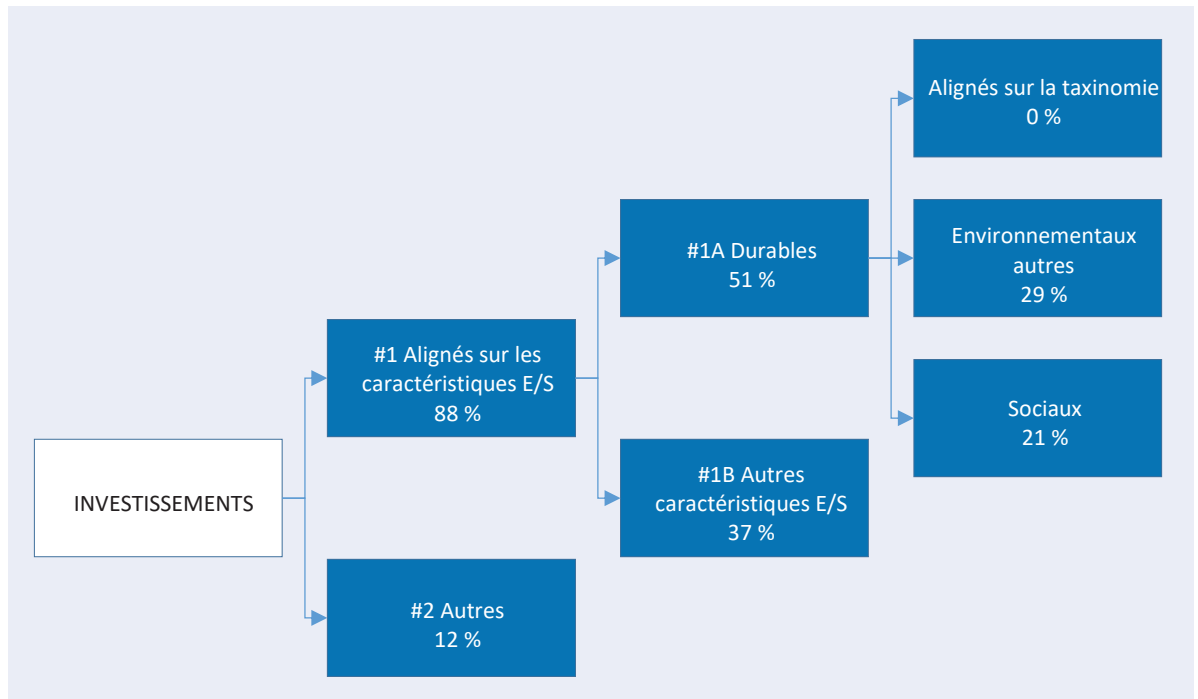 INVESTISSEMENTS
#1 Alignés sur les
caractéristiques E/S
88 %
#2 Autres
12 %
#1A Durables
51 %
#1B Autres
caractéristiques E/S
37 %
Alignés sur la taxinomie
0 %
Environnementaux
autres
29 %
Sociaux
21 %